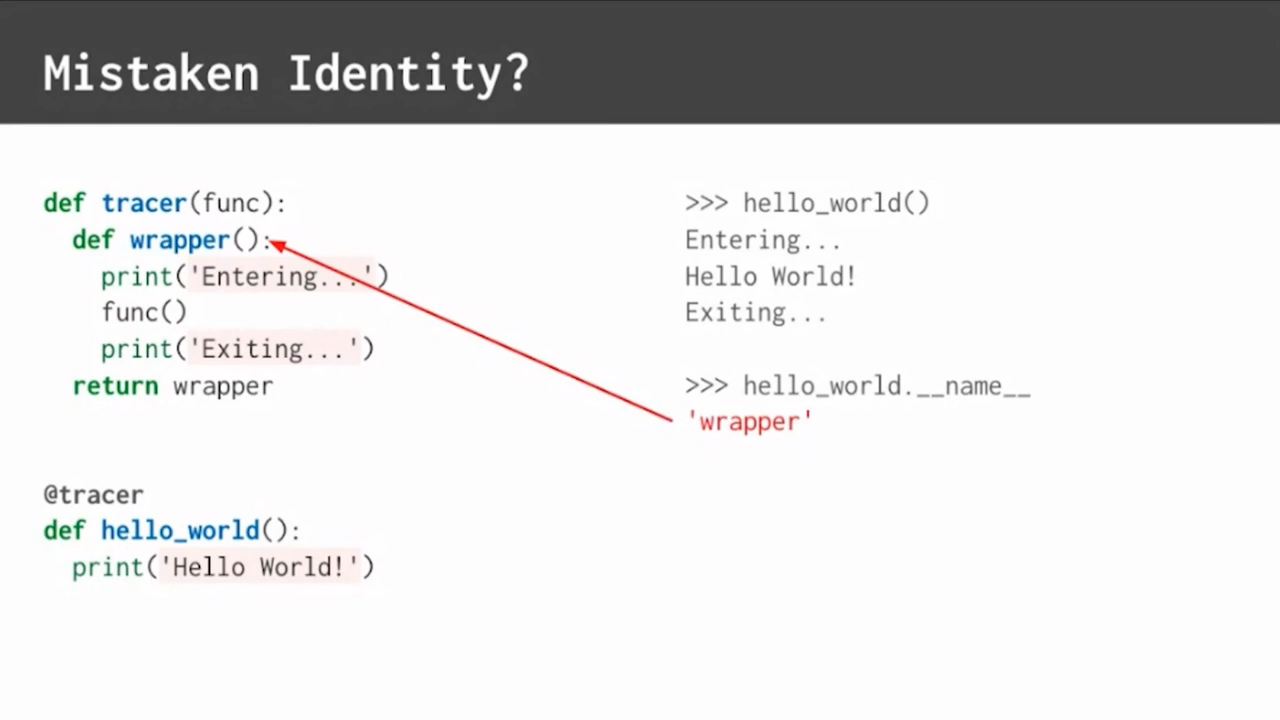 Mistaken Identity?
def tracer(func):
  def wrapper():
    print('Entering...')
    func()
    print('Exiting...')
  return wrapper
@tracer
def hello_world():
  print('Hello World!')
>>> hello_world()
Entering...
Hello World!
Exiting...
>>> hello_world.__name__
'wrapper'